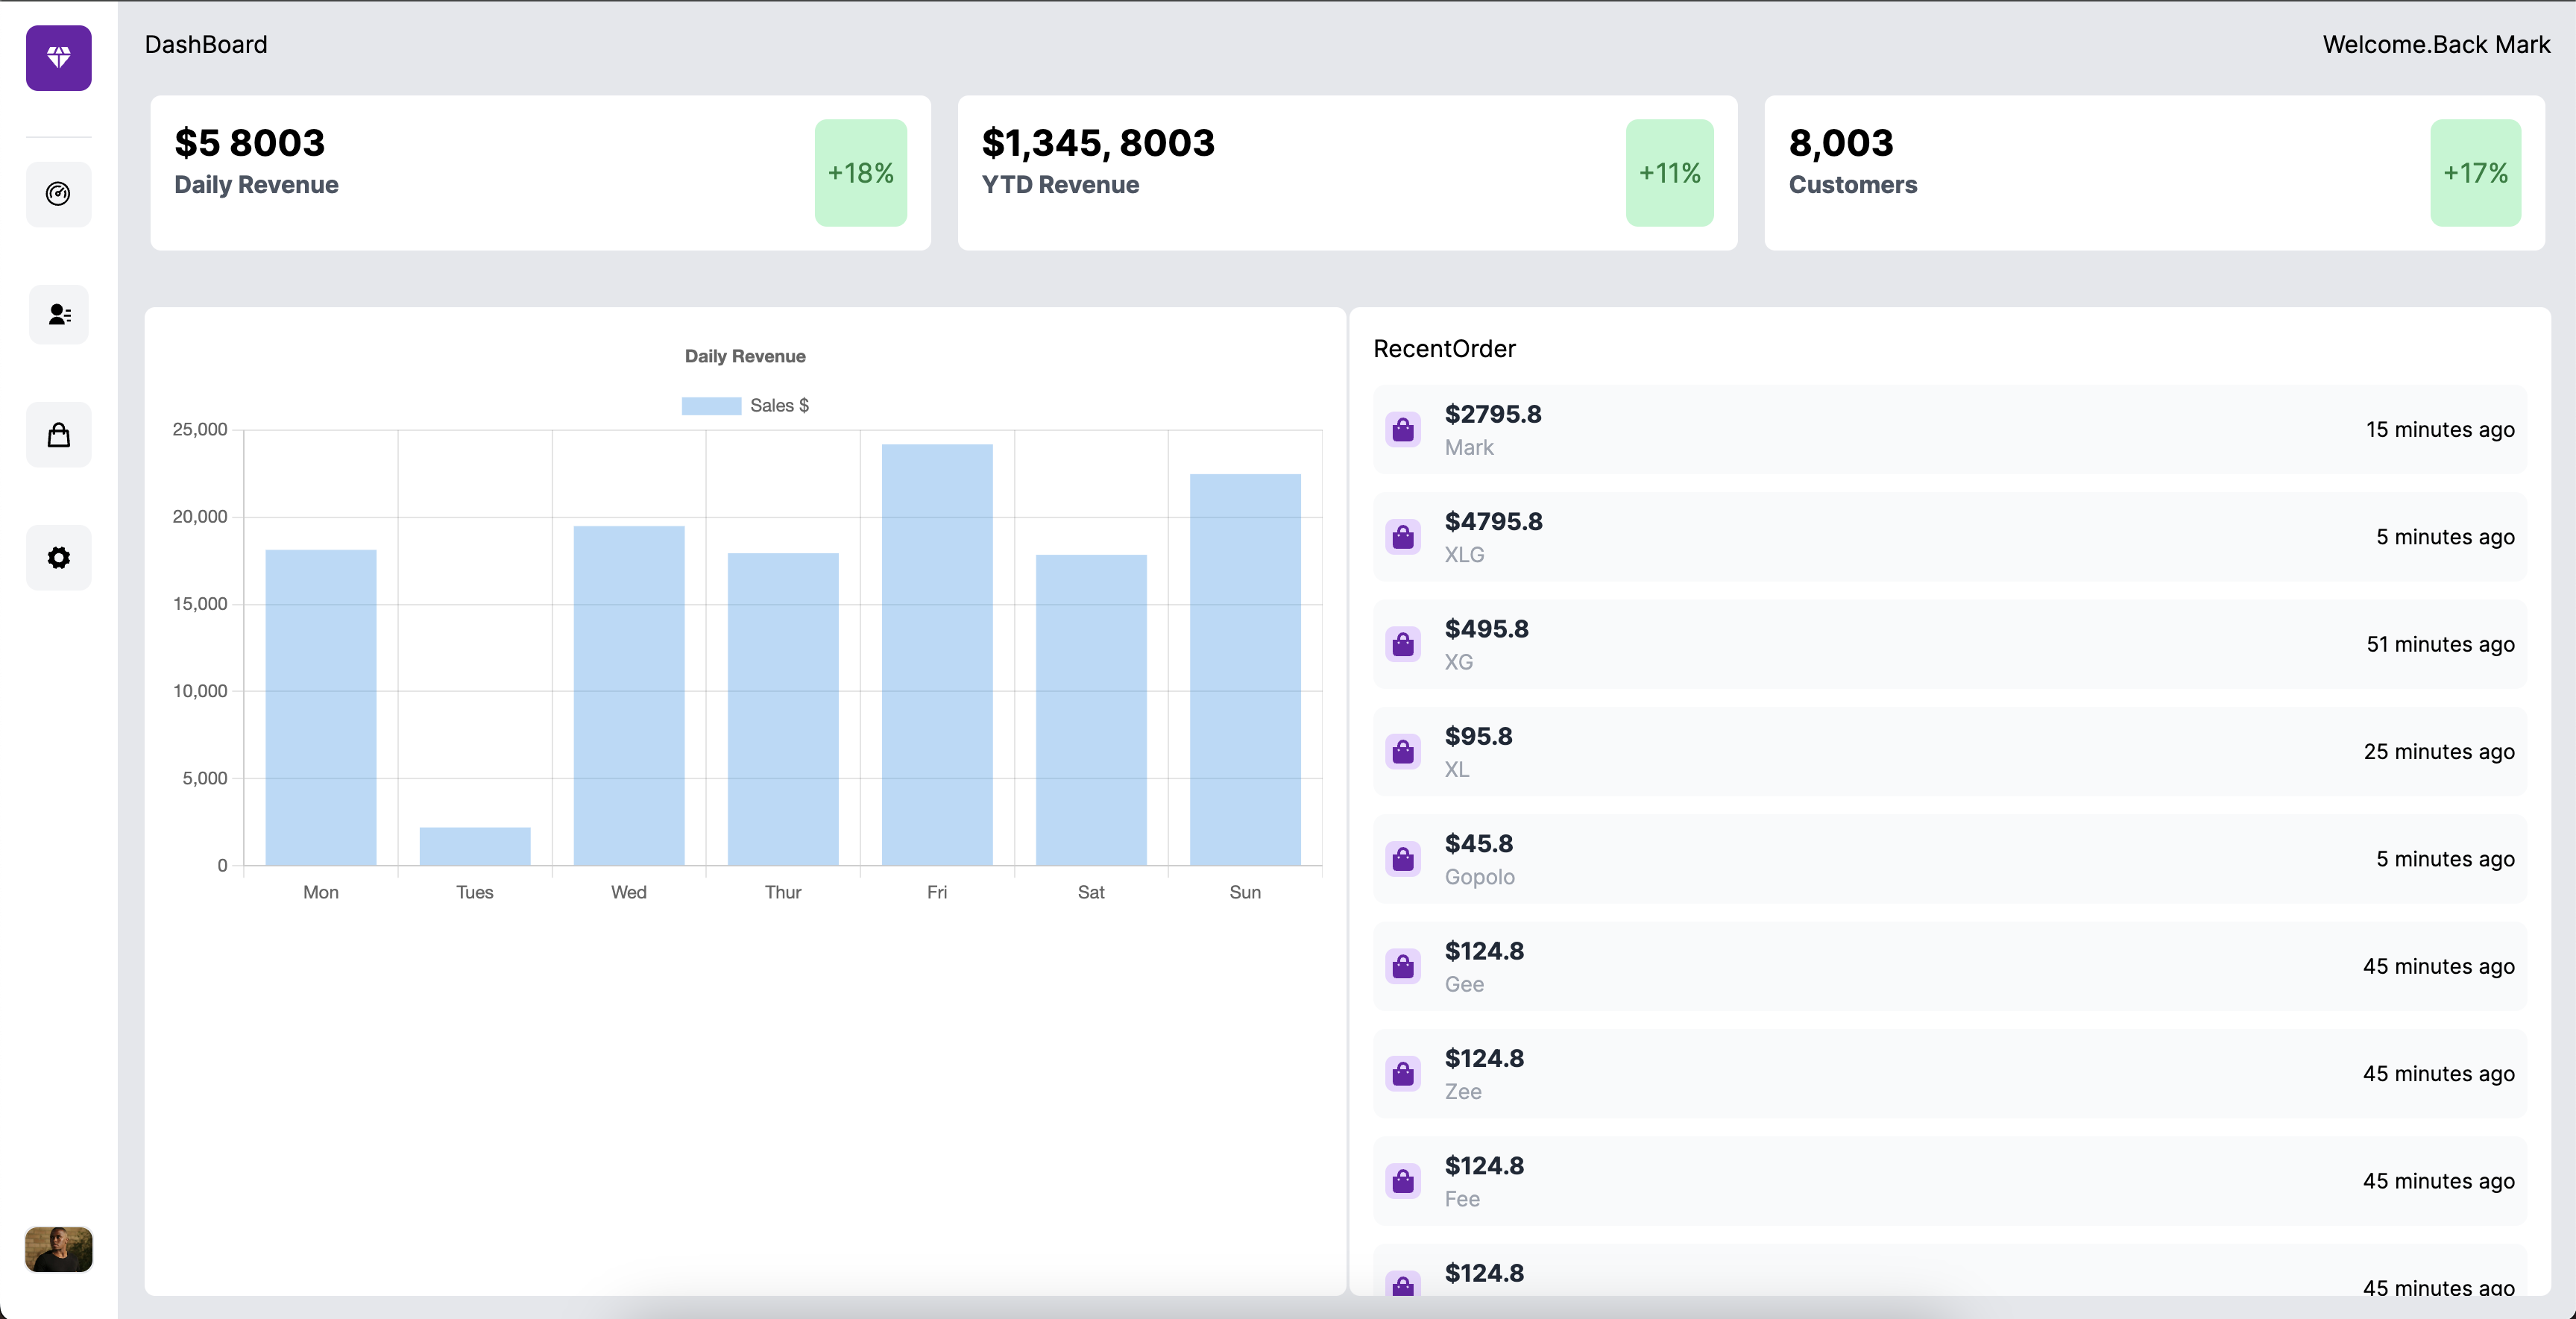 DashBoard
Welcome.Back Mark
$5 8003
Daily Revenue
+18%
$1,345, 8003
YTD Revenue
+11%
8,003
Customers
+17%
Daily Revenue
Sales $
25,000
20,000
15,000
10,000
5,000
0
Mon Tues Wed Thur Fri Sat Sun
RecentOrder
$2795.8
Mark
15 minutes ago
$4795.8
XLG
5 minutes ago
$495.8
XG
51 minutes ago
$95.8
XL
25 minutes ago
$45.8
Gopolo
5 minutes ago
$124.8
Gee
45 minutes ago
$124.8
Zee
45 minutes ago
$124.8
Fee
45 minutes ago
$124.8
45 minutes ago